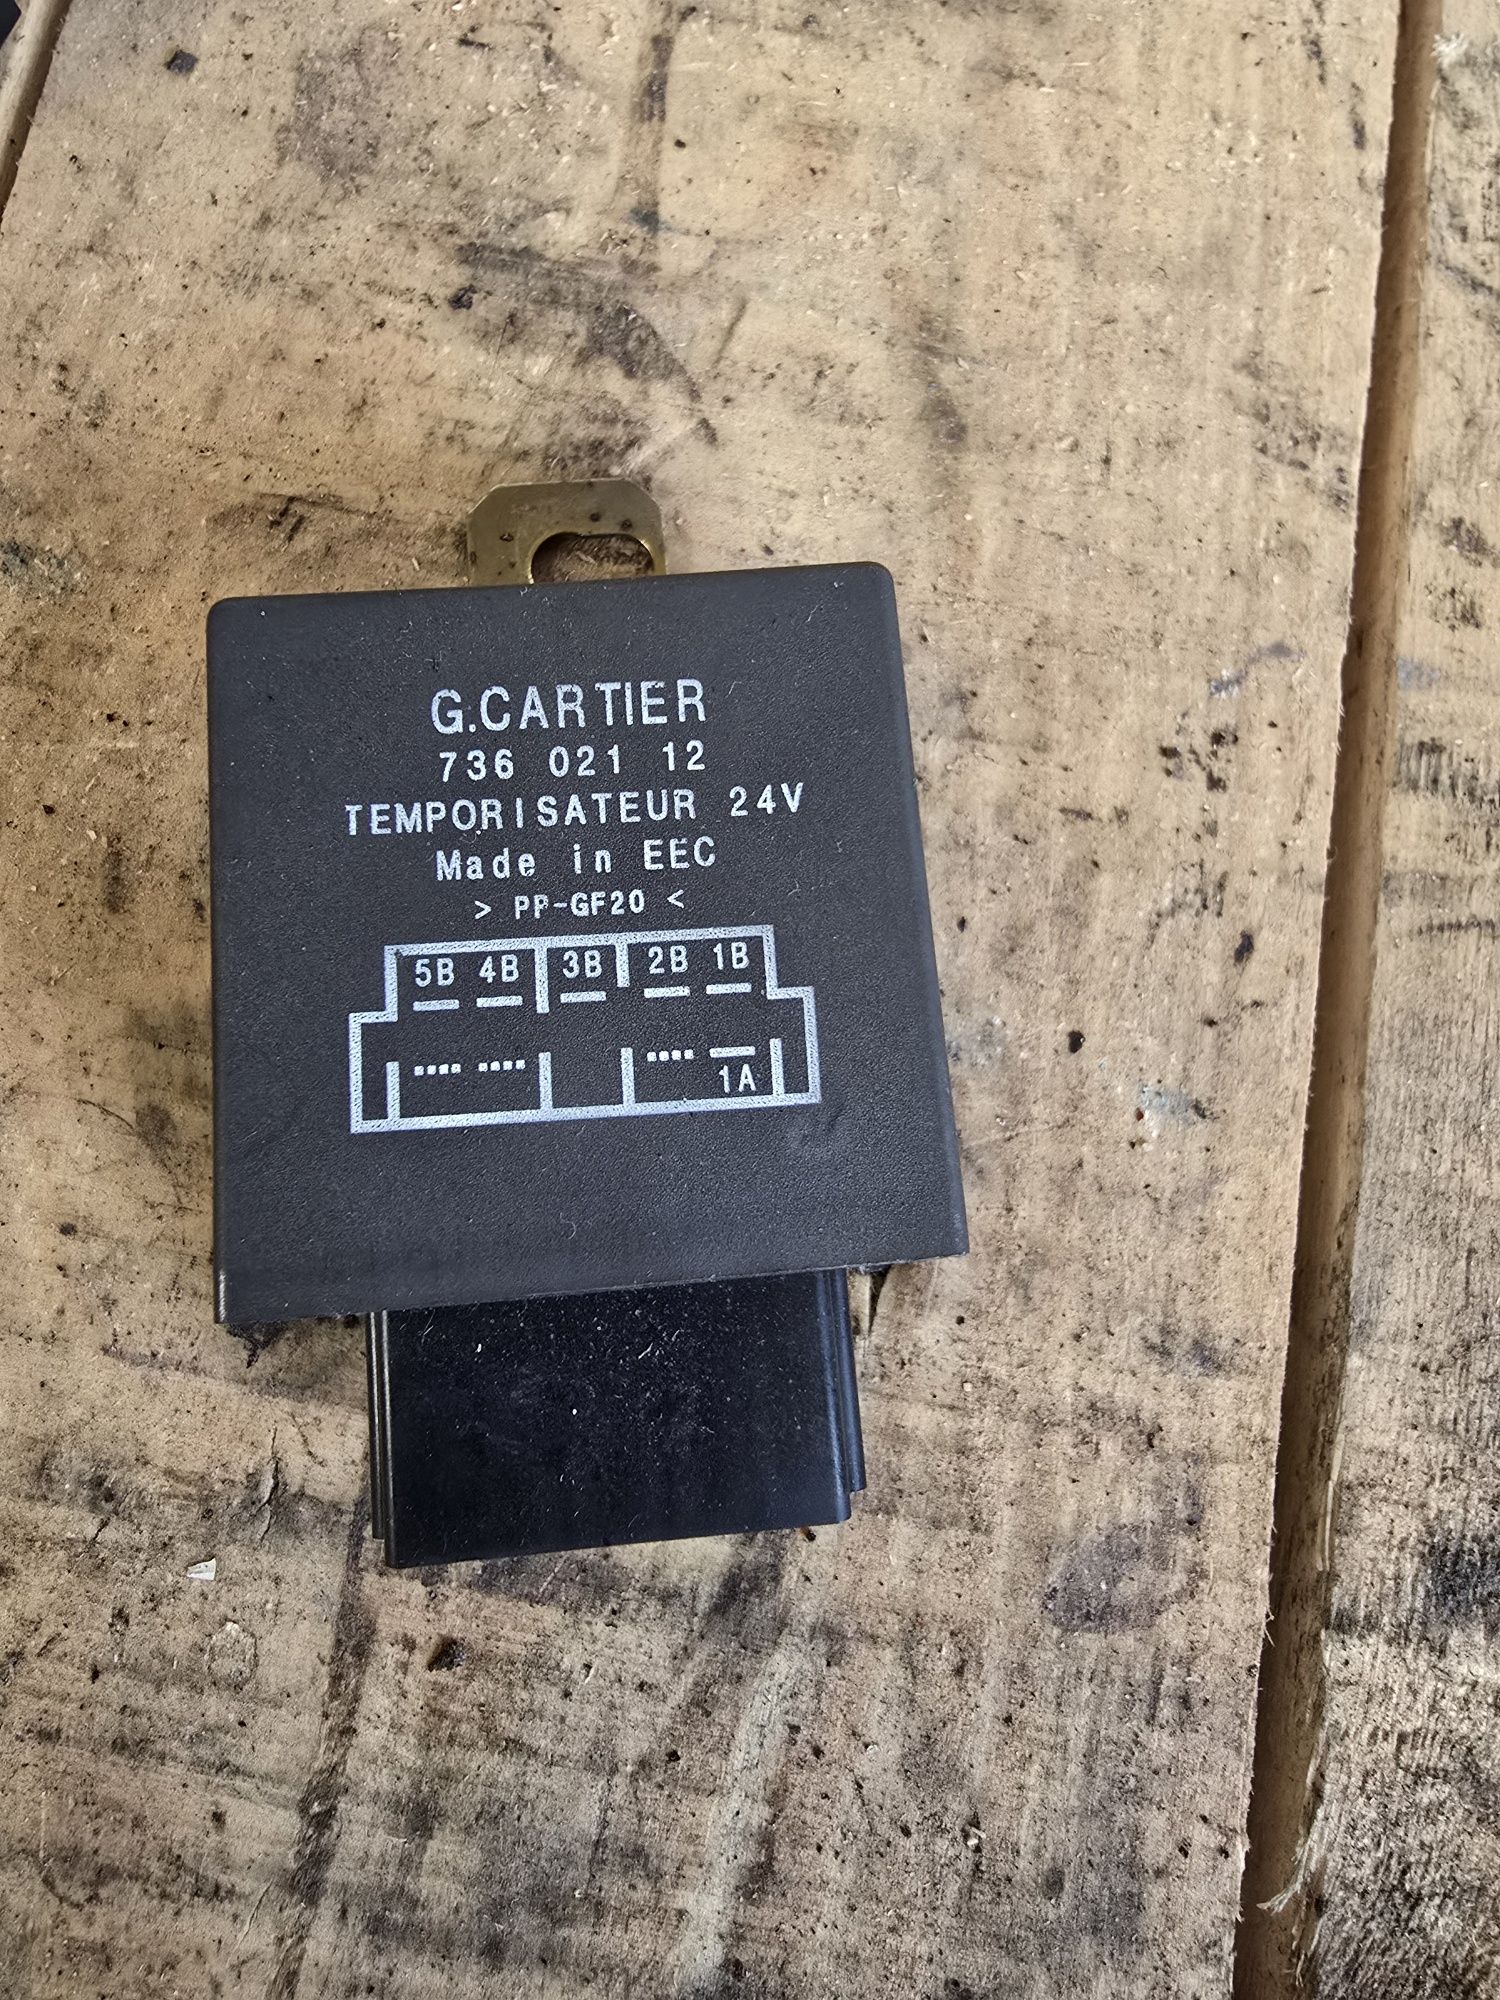 G.CARTIER
736 021 12
TEMPORISATEUR 24V
Made in EEC
> PP-GF20 <
5B 4B 3B 2B 1B
1A